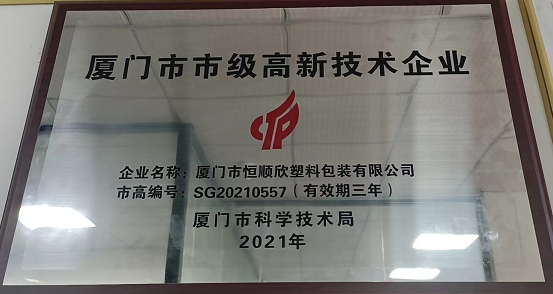 厦门市市级高新技术企业
企业名称：厦门市恒顺欣塑料包装有限公司
市高编号：SG20210557（有效期三年）
厦门市科学技术局
2021年